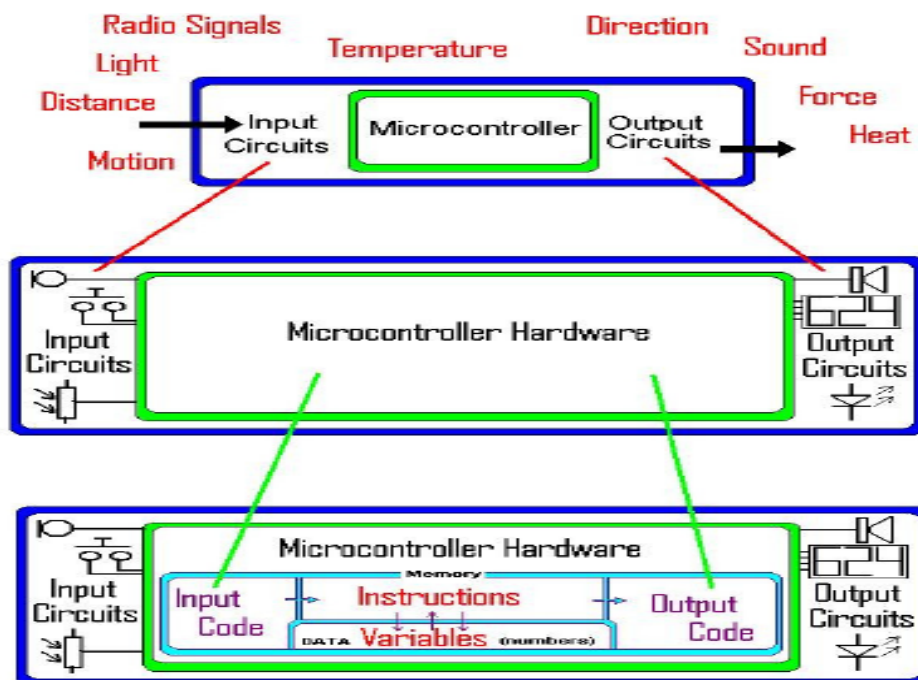 Radio Signals
Temperature
Direction
Sound
Light
Distance
Force
Heat
Motion
Input
Circuits
Microcontroller
Output
Circuits
Microcontroller Hardware
Input
Circuits
624
Output
Circuits
Microcontroller Hardware
Memory
Input
Circuits
Input
Code
Instructions
DATA Variables (numbers)
Output
Code
624
Output
Circuits